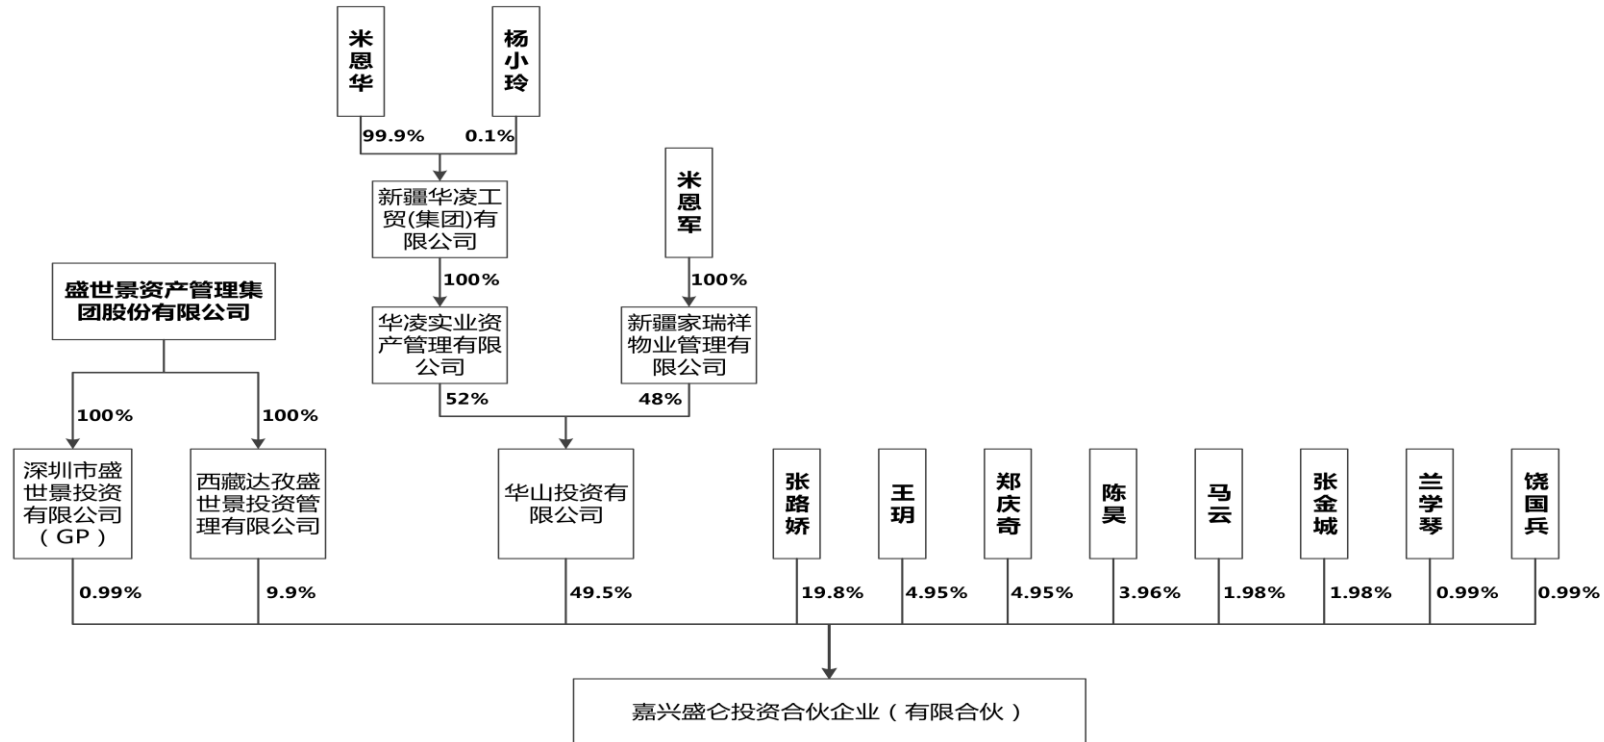 米恩华
杨小玲
99.9%
0.1%
新疆华凌工
贸(集团)有
限公司
米恩军
100%
100%
盛世景资产管理集
团股份有限公司
华凌实业资
产管理有限
公司
新疆家瑞祥
物业管理有
限公司
52%
48%
100%
100%
深圳市盛
世景投资
有限公司
（GP）
西藏达孜盛
世景投资管
理有限公司
华山投资有
限公司
张路娇
王玥
郑庆奇
陈昊
马云
张金城
兰学琴
饶国兵
0.99%
9.9%
49.5%
19.8%
4.95%
4.95%
3.96%
1.98%
1.98%
0.99%
0.99%
嘉兴盛仑投资合伙企业（有限合伙）